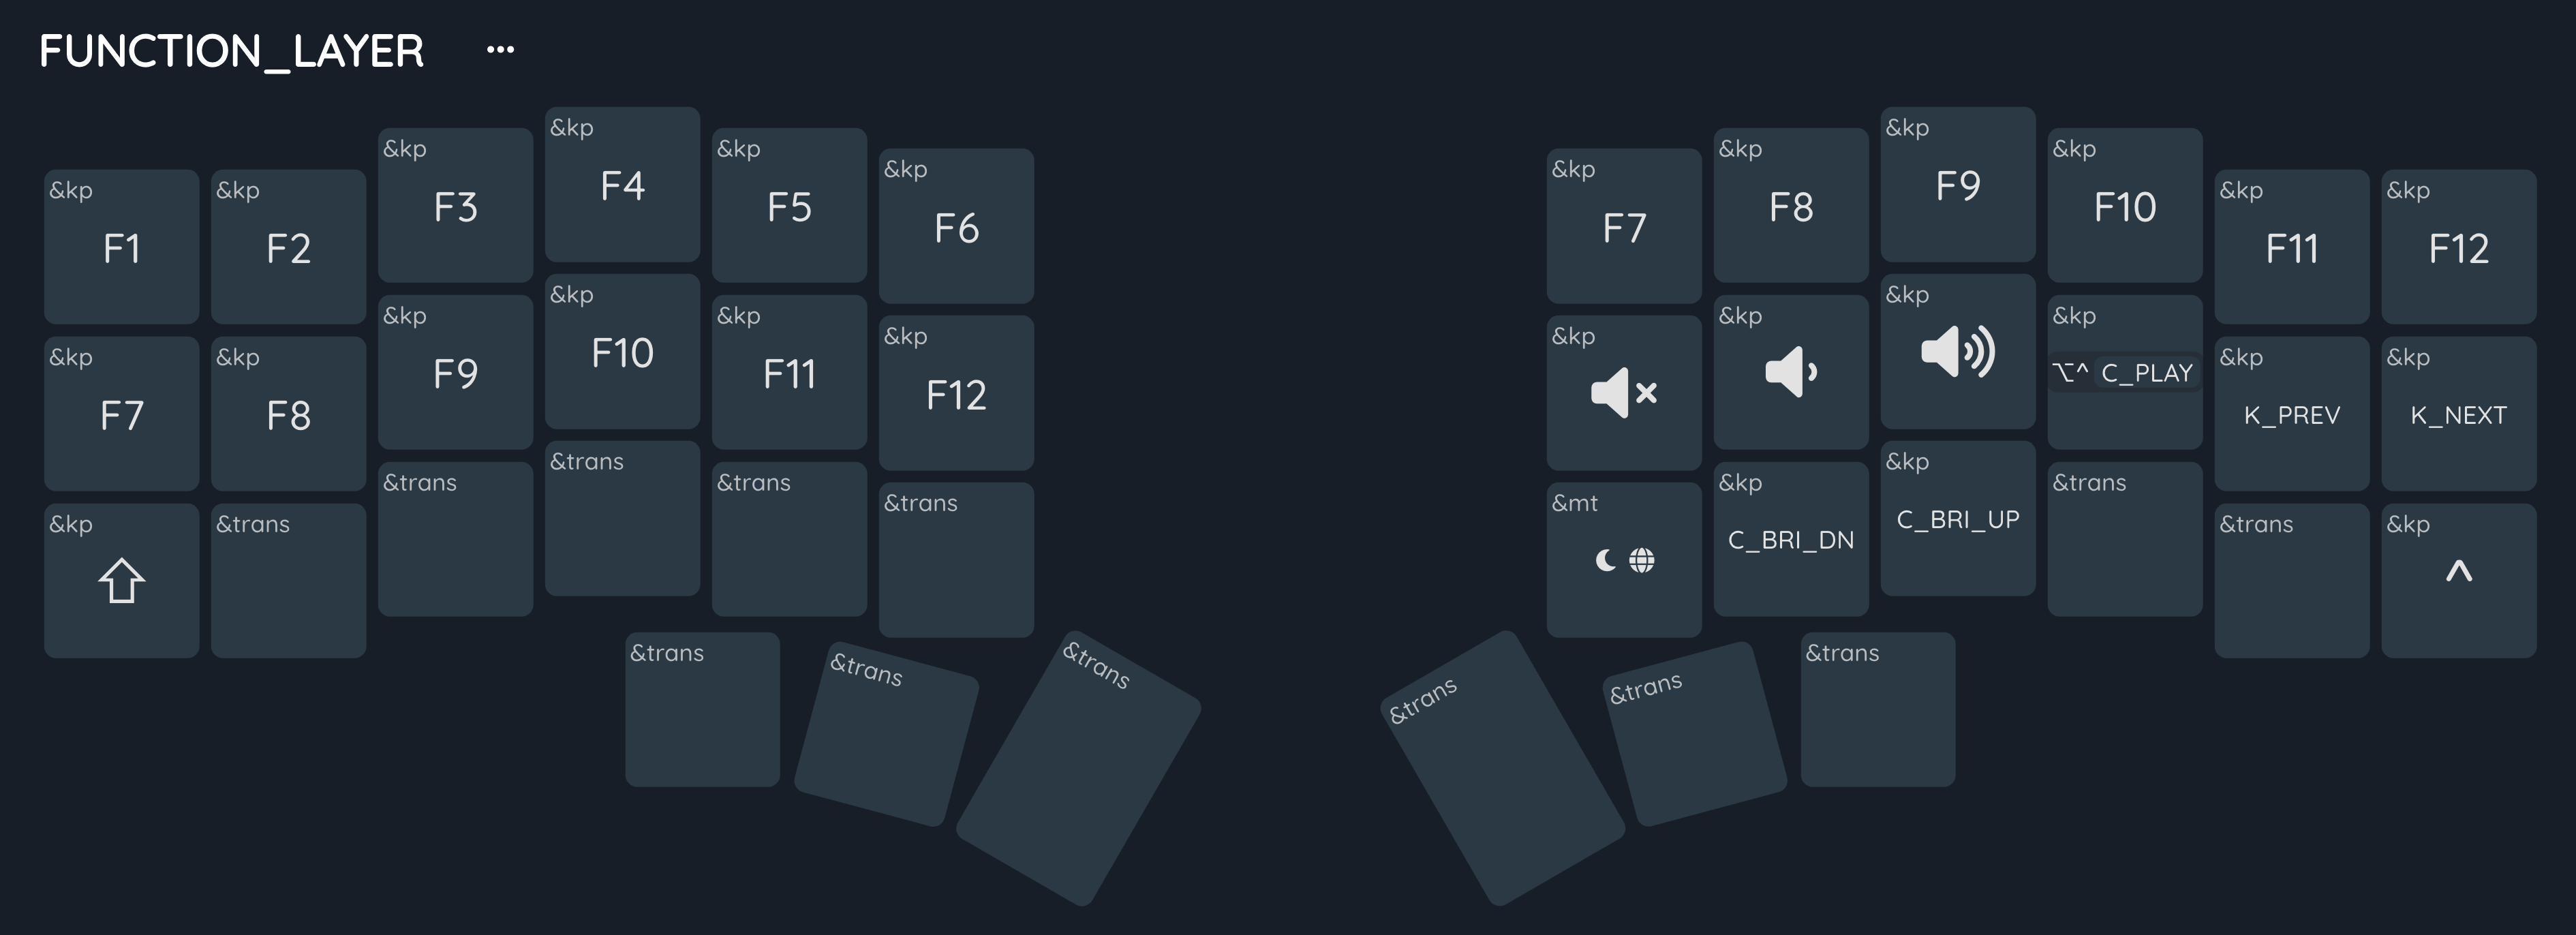 FUNCTION_LAYER ...
&kp F1
&kp F2
&kp F3
&kp F4
&kp F5
&kp F6
&kp F7
&kp F8
&kp F9
&kp F10
&kp F11
&kp F12
&kp F7
&kp F8
&kp F9
&kp F10
&kp F11
&kp F12
&kp
&kp
&kp
&kp ⌥^ C_PLAY
&kp K_PREV
&kp K_NEXT
&kp
&trans
&trans
&trans
&trans
&trans
&mt
&kp C_BRI_DN
&kp C_BRI_UP
&trans
&trans
&kp ^
&trans
&trans
&trans
&trans
&trans
&trans